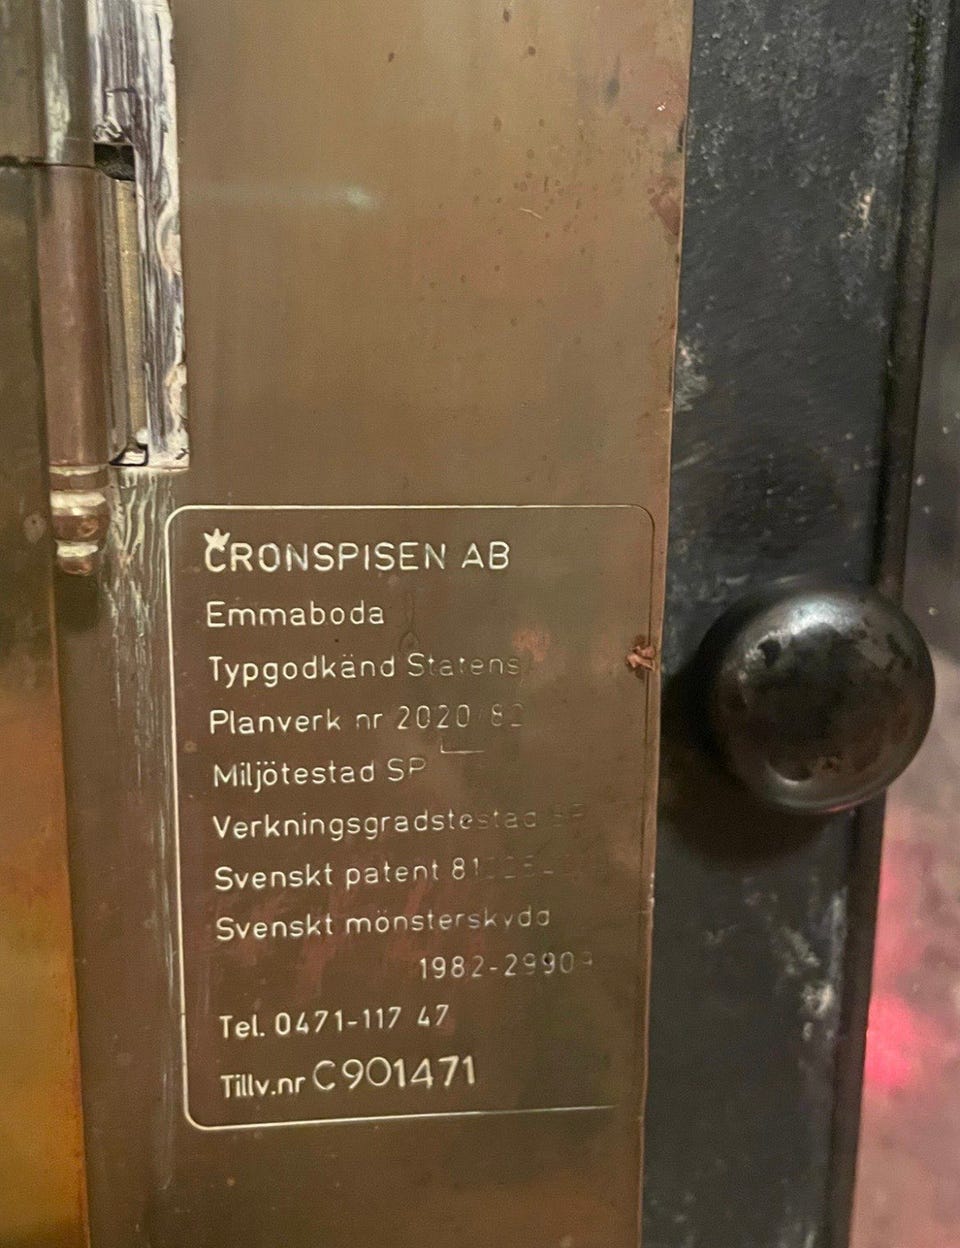 CRONSPISEN AB
Emmaboda
Typgodkänd Statens
Planverk nr 2020/82
Miljötestad SP
Verkningsgradstestad SP
Svenskt patent
Svenskt mönsterskydd
Tel. 0471-117 47
Tillv.nr C901471